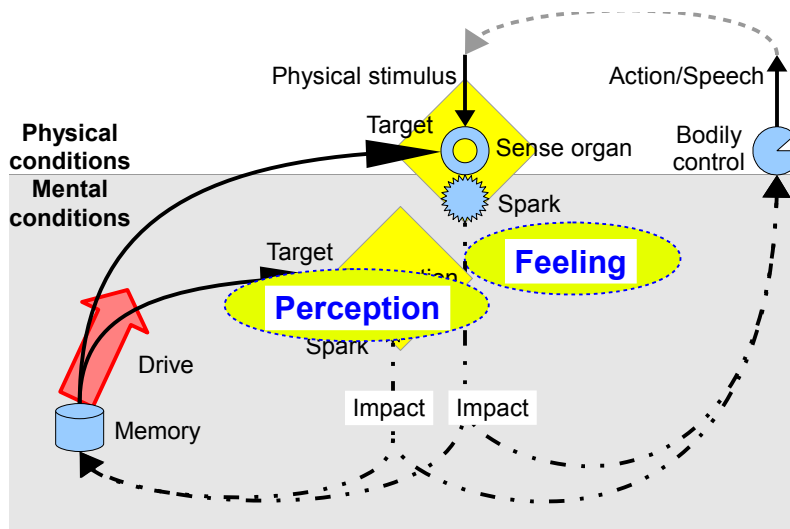 Physical stimulus
Action/Speech
Target
Physical
conditions
Sense organ
Bodily
control
Mental
conditions
Spark
Target
Feeling
Perception
Spark
Drive
Impact
Impact
Memory